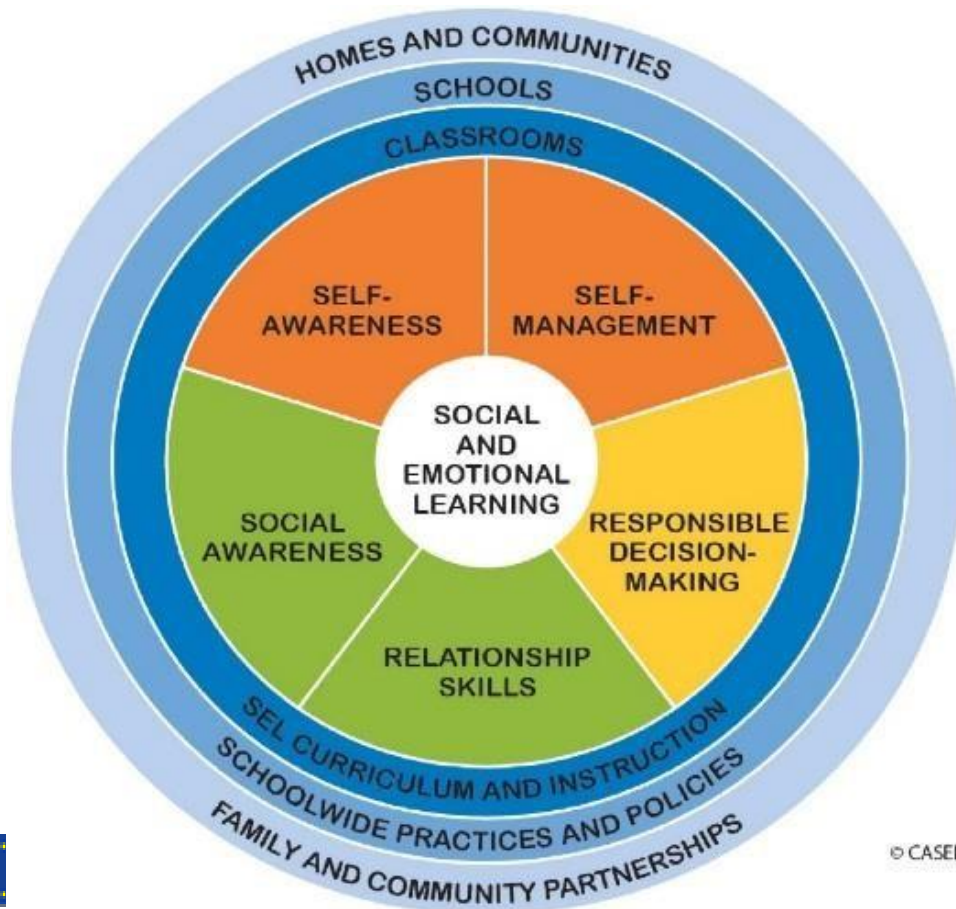 HOMES AND COMMUNITIES
SCHOOLS
CLASSROOMS
SELF-
AWARENESS
SELF-
MANAGEMENT
SOCIAL
AND
EMOTIONAL
LEARNING
SOCIAL
AWARENESS
RESPONSIBLE
DECISION-
MAKING
RELATIONSHIP
SKILLS
SEL CURRICULUM AND INSTRUCTION
SCHOOLWIDE PRACTICES AND POLICIES
FAMILY AND COMMUNITY PARTNERSHIPS
©